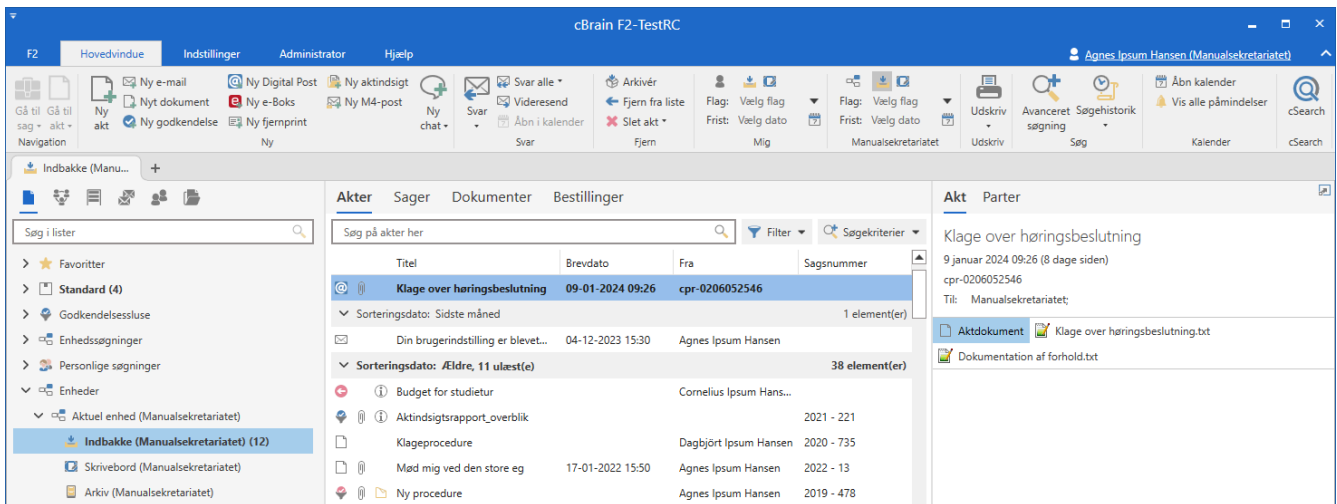 cBrain F2-TestRC
F2 Hovedvindue Indstillinger Administrator Hjælp Agnes Ipsum Hansen (Manualsekretariatet)
Gå til sag Gå til akt
Navigation
Ny akt
Ny e-mail Ny Digital Post Ny aktindsigt
Nyt dokument Ny e-Boks Ny M4-post
Ny godkendelse Ny fjernprint
Ny chat
Ny
Svar
Svar alle
Videresend
Åbn i kalender
Svar
Arkivér
Fjern fra liste
Slet akt
Fjern
Flag: Vælg flag
Frist: Vælg dato
Mig
Flag: Vælg flag
Frist: Vælg dato
Manualsekretariatet
Udskriv
Udskriv
Avanceret søgning
Søgehistorik
Søg
Åbn kalender
Vis alle påmindelser
Kalender
cSearch
cSearch
Indbakke (Manu... +
Søg i lister
Favoritter
Standard (4)
Godkendelsessluse
Enhedssøgninger
Personlige søgninger
Enheder
Aktuel enhed (Manualsekretariatet)
Indbakke (Manualsekretariatet) (12)
Skrivebord (Manualsekretariatet)
Arkiv (Manualsekretariatet)
Akter Sager Dokumenter Bestillinger
Søg på akter her Filter Søgekriterier
Titel Brevdato Fra Sagsnummer
Klage over høringsbeslutning 09-01-2024 09:26 cpr-0206052546
Sorteringsdato: Sidste måned 1 element(er)
Din brugerindstilling er blevet... 04-12-2023 15:30 Agnes Ipsum Hansen
Sorteringsdato: Ældre, 11 ulæst(e) 38 element(er)
Budget for studietur Cornelius Ipsum Hans...
Aktindsigtsrapport_overblik 2021 - 221
Klageprocedure Dagbjört Ipsum Hansen 2020 - 735
Mød mig ved den store eg 17-01-2022 15:50 Agnes Ipsum Hansen 2022 - 13
Ny procedure Agnes Ipsum Hansen 2019 - 478
Akt Parter
Klage over høringsbeslutning
9 januar 2024 09:26 (8 dage siden)
cpr-0206052546
Til: Manualsekretariatet;
Aktdokument Klage over høringsbeslutning.txt
Dokumentation af forhold.txt